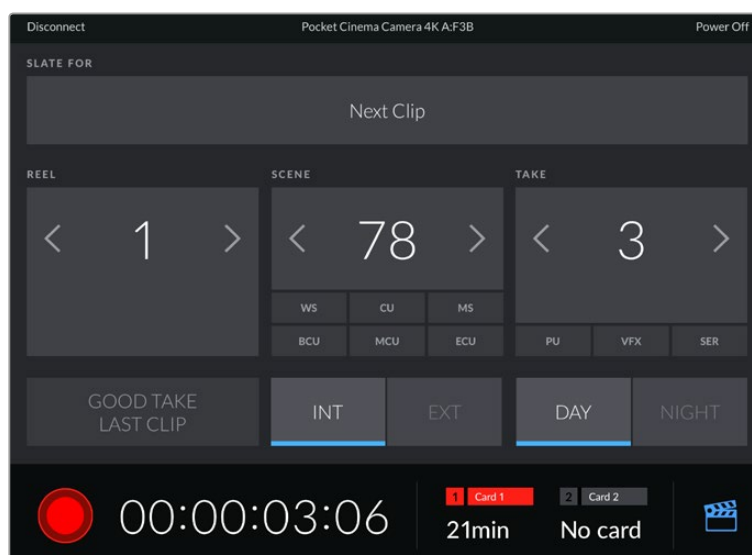 Disconnect Pocket Cinema Camera 4K A:F3B Power Off
SLATE FOR
Next Clip
REEL SCENE TAKE
< 1 > < 78 > < 3 >
WS CU MS
BCU MCU ECU PU VFX SER
GOOD TAKE
LAST CLIP
INT EXT DAY NIGHT
1 Card 1 2 Card 2
00:00:03:06 21min No card